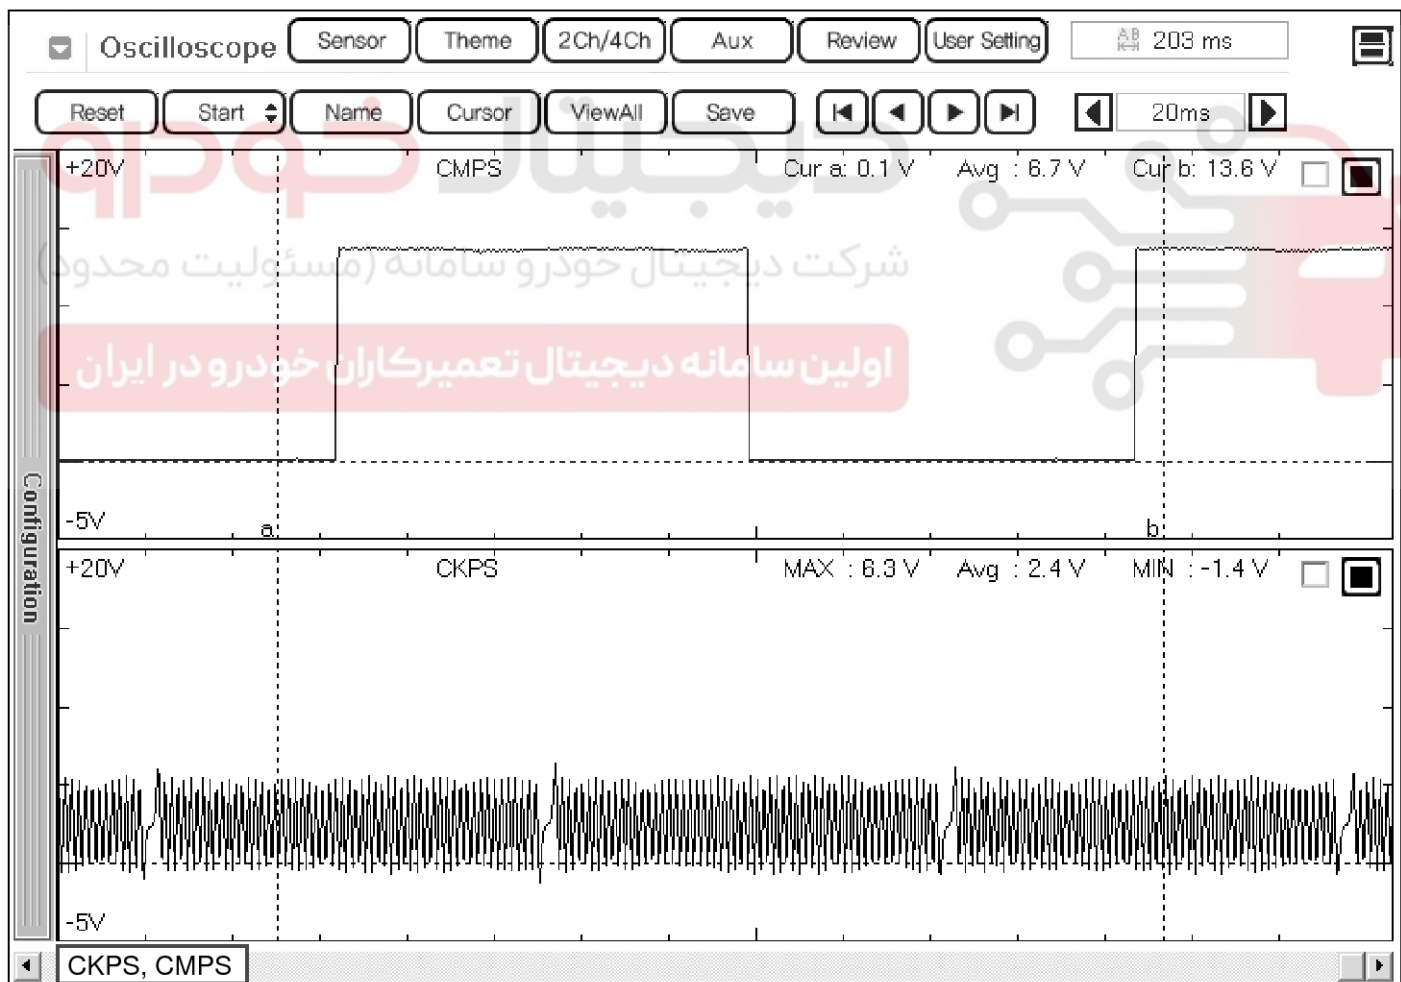 Oscilloscope Sensor Theme 2Ch/4Ch Aux Review User Setting AB 203 ms
Reset Start Name Cursor ViewAll Save 20ms
دیجیتال خودرو
+20V CMPS Cur a: 0.1 V Avg : 6.7 V Cur b: 13.6 V
شرکت دیجیتال خودرو سامانه (مسئولیت محدود)
اولین سامانه دیجیتال تعمیرکاران خودرو در ایران
Configuration
-5V a b
+20V CKPS MAX : 6.3 V Avg : 2.4 V MIN : -1.4 V
-5V
CKPS, CMPS